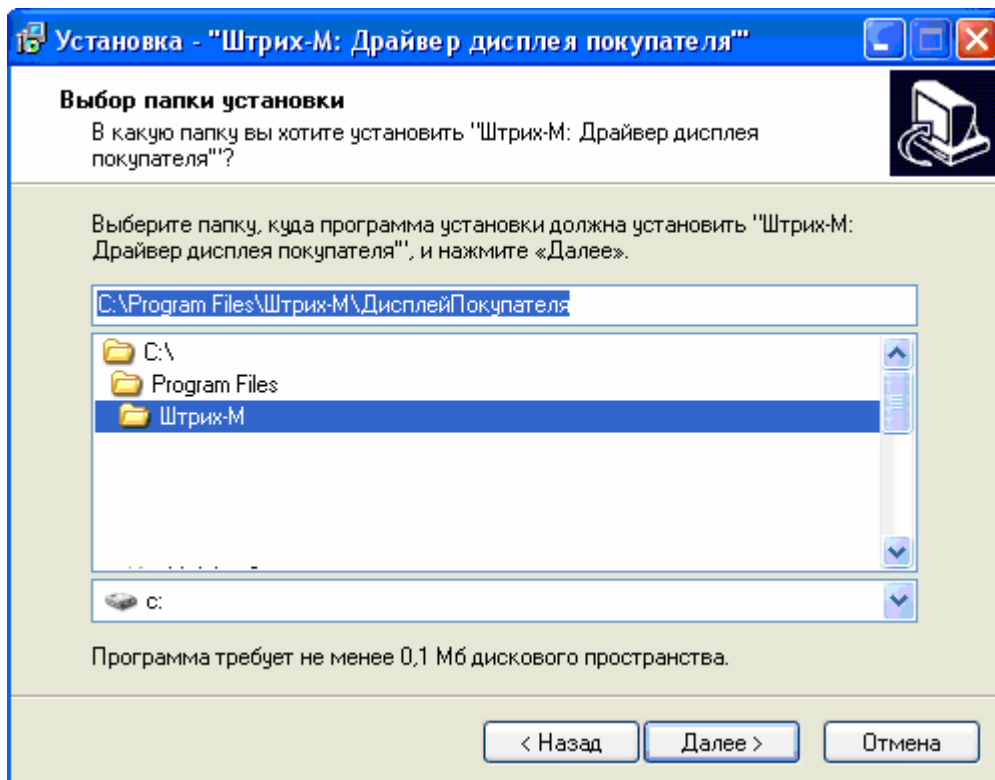 Установка - "Штрих-М: Драйвер дисплея покупателя'"
Выбор папки установки
В какую папку вы хотите установить "Штрих-М: Драйвер дисплея
покупателя'"?
Выберите папку, куда программа установки должна установить "Штрих-М:
Драйвер дисплея покупателя'", и нажмите «Далее».
C:\Program Files\Штрих-М\ДисплейПокупателя
C:\
Program Files
Штрих-М
c:
Программа требует не менее 0,1 Мб дискового пространства.
< Назад
Далее >
Отмена